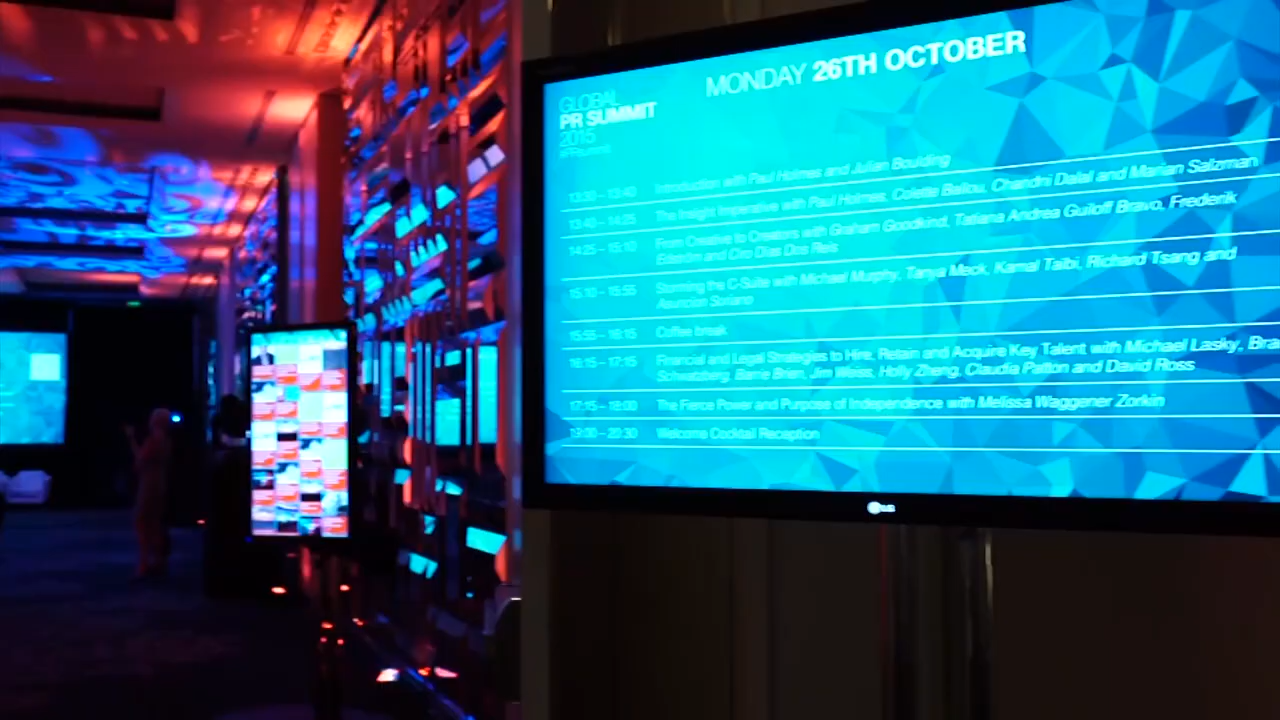 MONDAY 26TH OCTOBER
GLOBAL
PR SUMMIT
2015
13:30 – 13:40 Introduction with Paul Holmes and Julian Boulding
13:40 – 14:25 The Insight Imperative with Paul Holmes, Colette Ballou, Chandni Dalal and Marian Salzman
14:25 – 15:10 From Creative to Creators with Graham Goodkind, Tatiana Andrea Guiloff Bravo, Frederik
Edström and Ciro Dias Dos Reis
15:10 – 15:55 Storming the C-Suite with Michael Murphy, Tanya Meck, Kamal Taibi, Richard Tsang and
Asuncion Soriano
15:55 – 16:15 Coffee break
16:15 – 17:15 Financial and Legal Strategies to Hire, Retain and Acquire Key Talent with Michael Lasky, Bra
Schwatzberg, Barrie Brien, Jim Weiss, Holly Zheng, Claudia Patton and David Ross
17:15 – 18:00 The Fierce Power and Purpose of Independence with Melissa Waggener Zorkin
19:00 – 20:30 Welcome Cocktail Reception
LG